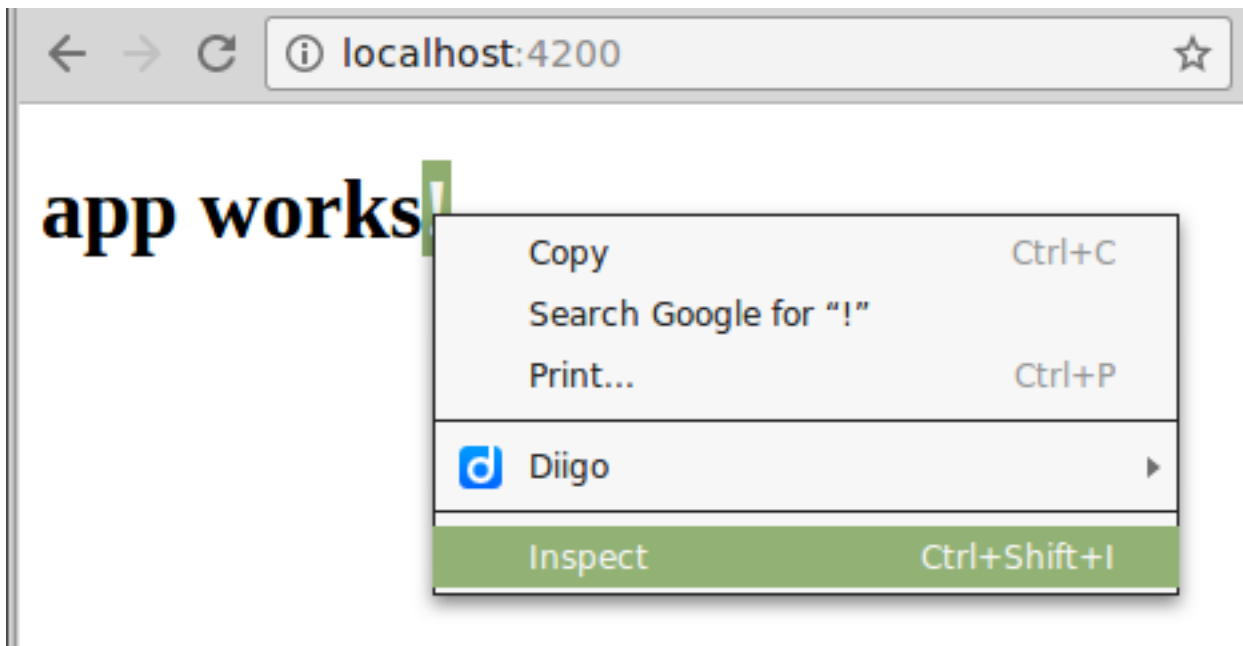 localhost:4200
app works!
Copy Ctrl+C
Search Google for “!”
Print... Ctrl+P
Diigo
Inspect Ctrl+Shift+I